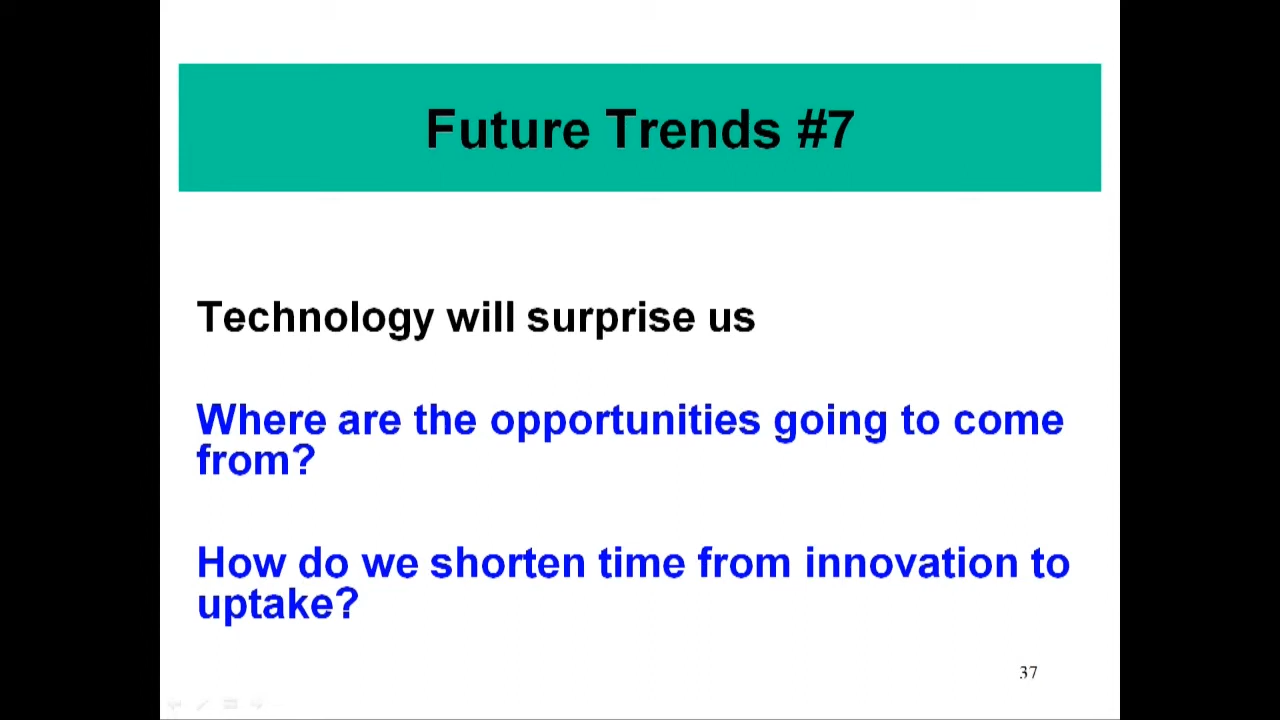 Future Trends #7
Technology will surprise us
Where are the opportunities going to come
from?
How do we shorten time from innovation to
uptake?
37